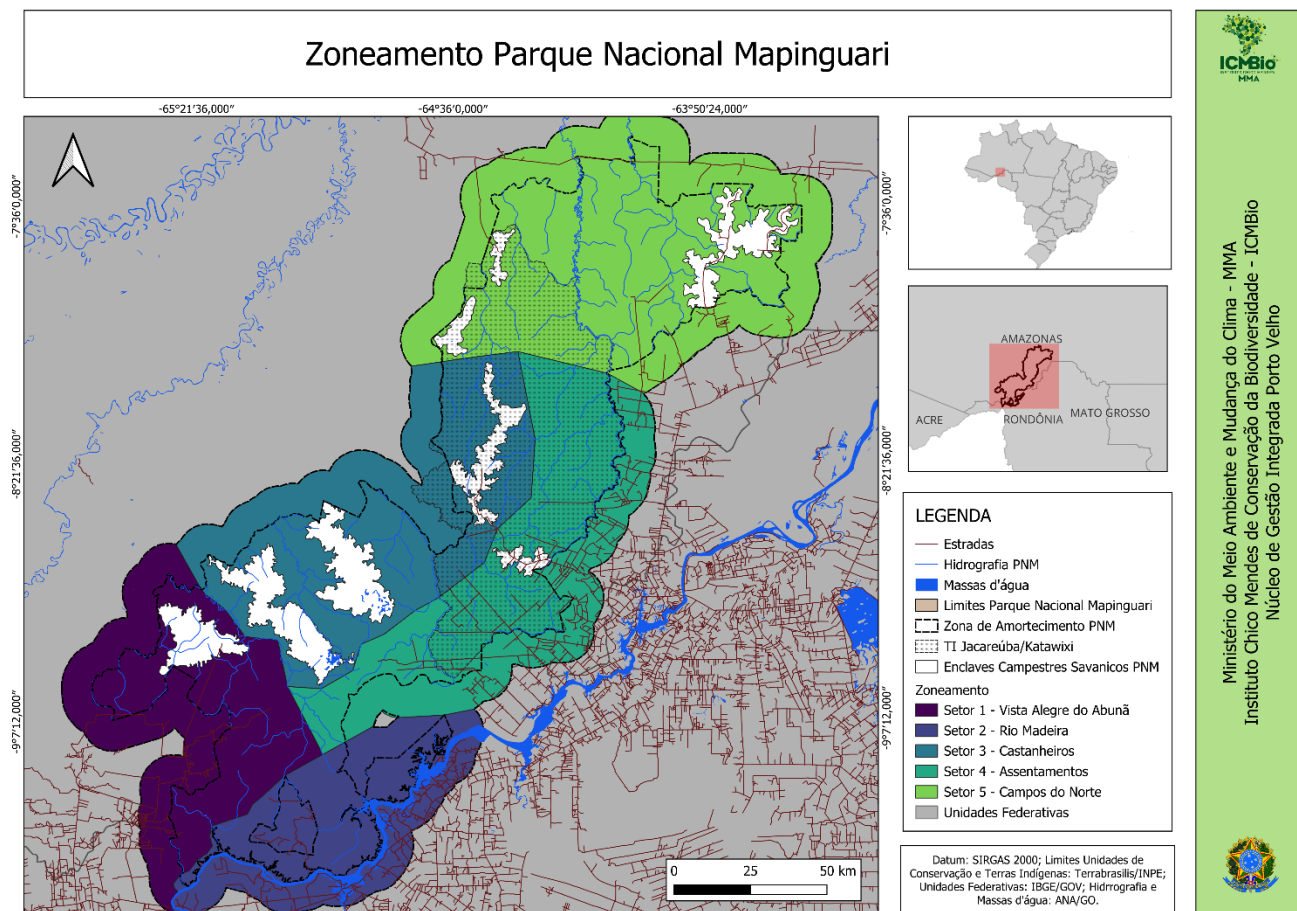 Zoneamento Parque Nacional Mapinguari
-65°21'36,000"
-64°36'0,000"
-63°50'24,000"
-7°36'0,000"
-8°21'36,000"
-9°7'12,000"
-7°36'0,000"
-8°21'36,000"
-9°7'12,000"
0
25
50 km
AMAZONAS
ACRE
RONDÔNIA
MATO GROSSO
LEGENDA
Estradas
Hidrografia PNM
Massas d'água
Limites Parque Nacional Mapinguari
Zona de Amortecimento PNM
TI Jacareúba/Katawixi
Enclaves Campestres Savanicos PNM
Zoneamento
Setor 1 - Vista Alegre do Abunã
Setor 2 - Rio Madeira
Setor 3 - Castanheiros
Setor 4 - Assentamentos
Setor 5 - Campos do Norte
Unidades Federativas
Datum: SIRGAS 2000; Limites Unidades de
Conservação e Terras Indígenas: Terrabrasilis/INPE;
Unidades Federativas: IBGE/GOV; Hidrrografia e
Massas d'água: ANA/GO.
ICMBio
MMA
Ministério do Meio Ambiente e Mudança do Clima - MMA
Instituto Chico Mendes de Conservação da Biodiversidade - ICMBio
Núcleo de Gestão Integrada Porto Velho